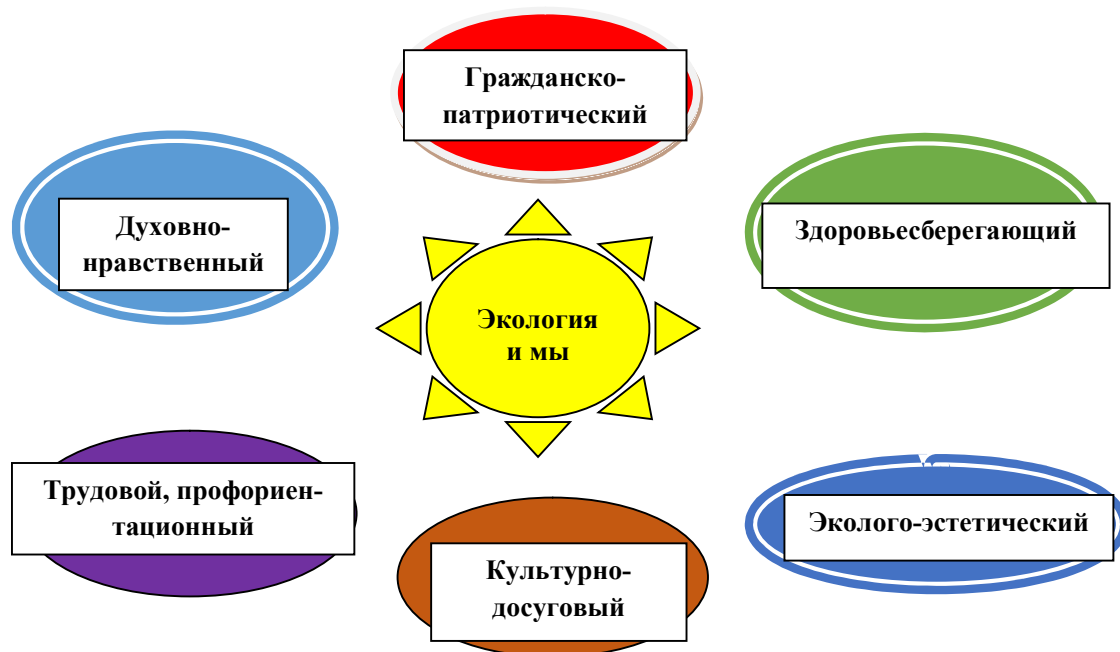 Гражданско-
патриотический
Духовно-
нравственный
Здоровьесберегающий
Экология
и мы
Трудовой, профориен-
тационный
Эколого-эстетический
Культурно-
досуговый